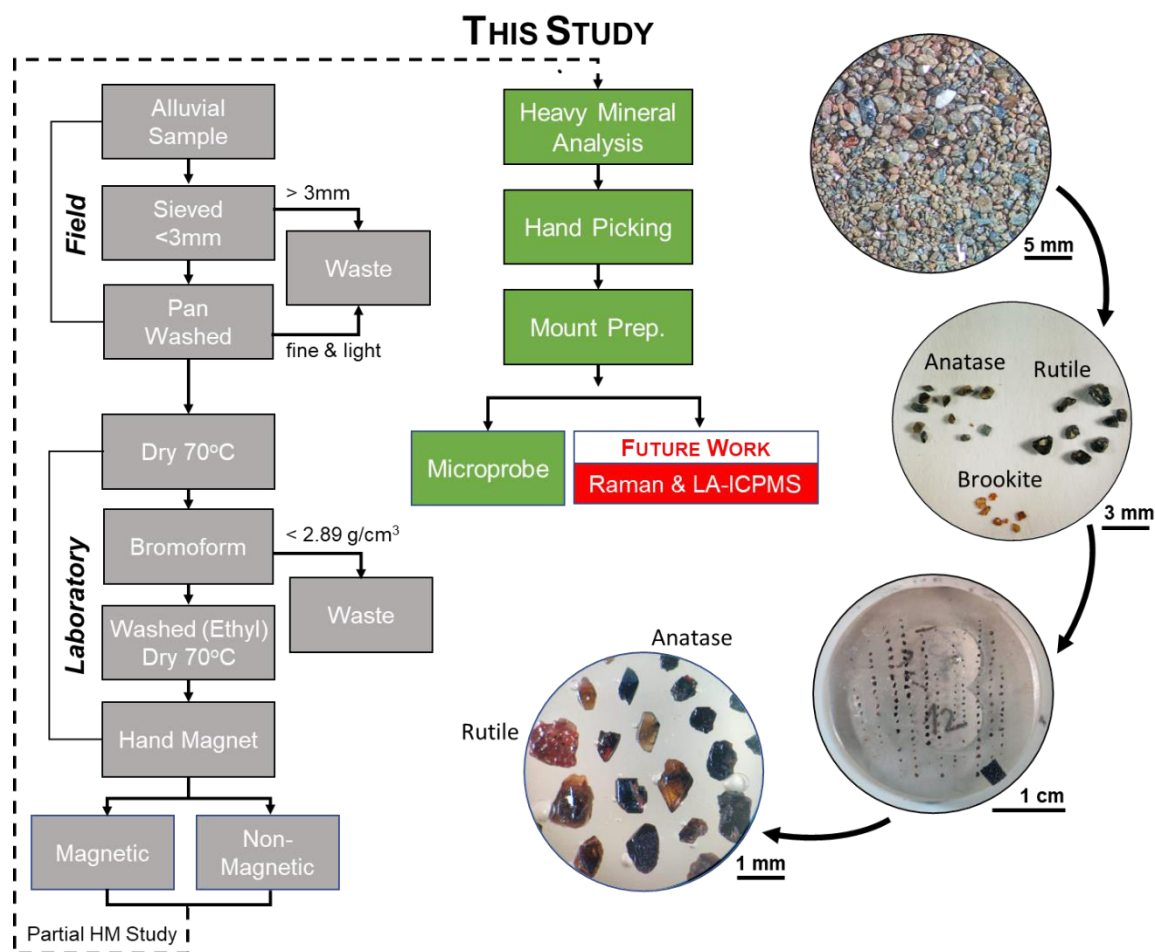 THIS STUDY
Alluvial
Sample
Sieved
<3mm
> 3mm
Waste
Pan
Washed
fine & light
Field
Dry 70°C
Bromoform
< 2.89 g/cm³
Waste
Washed (Ethyl)
Dry 70°C
Hand Magnet
Laboratory
Magnetic
Non-
Magnetic
Partial HM Study
Heavy Mineral
Analysis
Hand Picking
Mount Prep.
Microprobe
FUTURE WORK
Raman & LA-ICPMS
5 mm
Anatase
Rutile
Brookite
3 mm
12
1 cm
Anatase
Rutile
1 mm